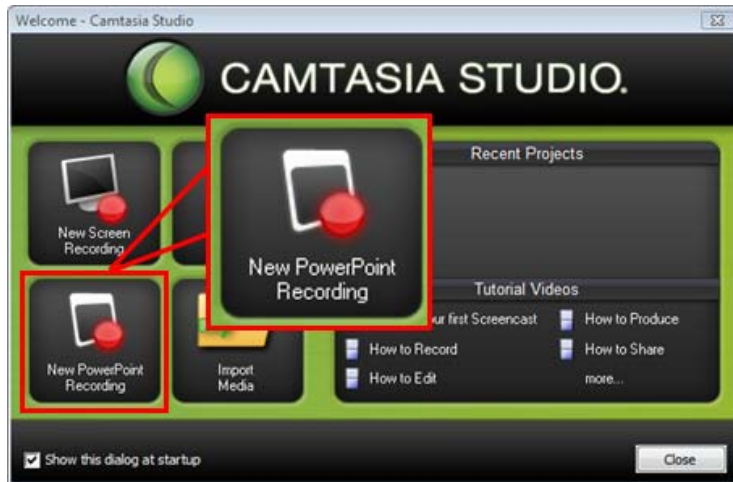 Welcome - Camtasia Studio
CAMTASIA STUDIO.
New Screen
Recording
New PowerPoint
Recording
Recent Projects
New PowerPoint
Recording
Import
Media
Tutorial Videos
first Screencast
How to Record
How to Edit
How to Produce
How to Share
more...
Show this dialog at startup
Close